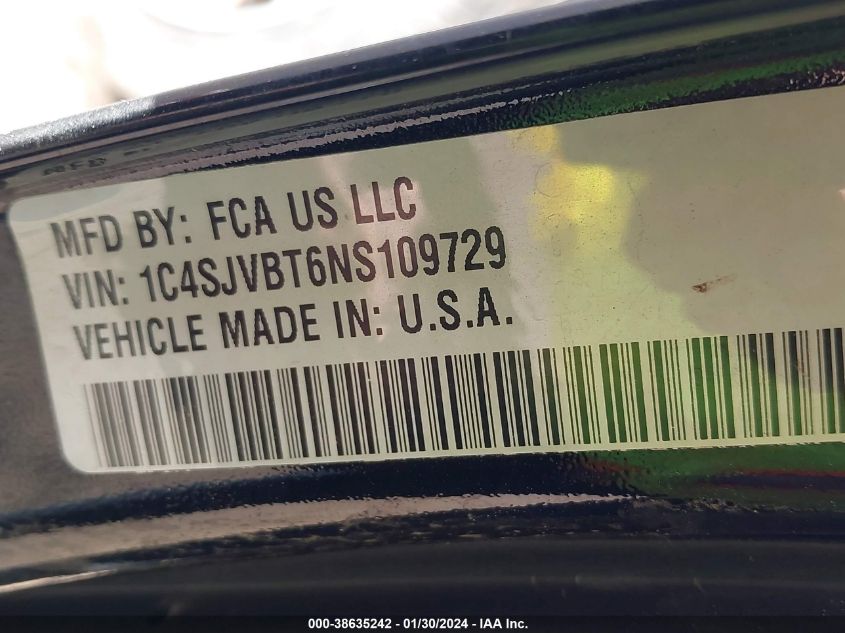 MFD BY: FCA US LLC
VIN: 1C4SJVBT6NS109729
VEHICLE MADE IN: U.S.A.
000-38635242 - 01/30/2024 - IAA Inc.